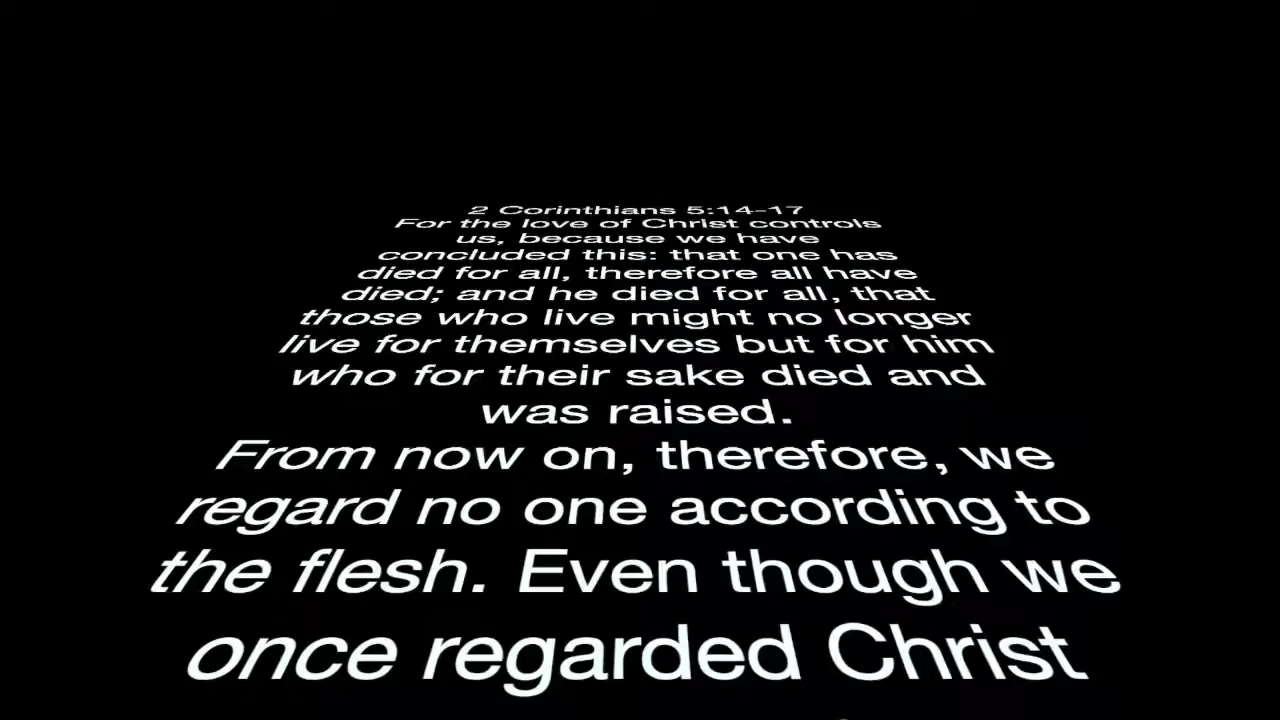 2 Corinthians 5:14-17
For the love of Christ controls
us, because we have
concluded this: that one has
died for all, therefore all have
died; and he died for all, that
those who live might no longer
live for themselves but for him
who for their sake died and
was raised.
From now on, therefore, we
regard no one according to
the flesh. Even though we
once regarded Christ